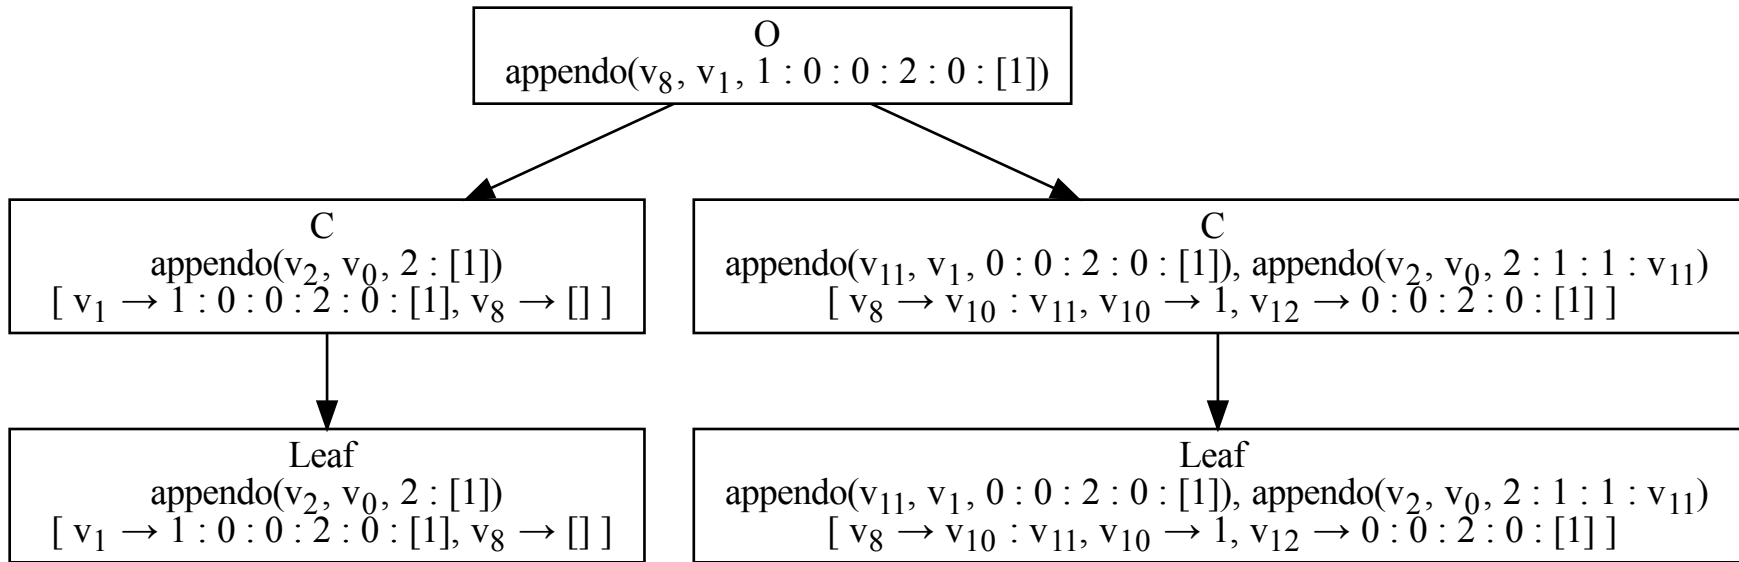 O
appendo(v₈, v₁, 1 : 0 : 0 : 2 : 0 : [1])
C
appendo(v₂, v₀, 2 : [1])
[ v₁ → 1 : 0 : 0 : 2 : 0 : [1], v₈ → [] ]
C
appendo(v₁₁, v₁, 0 : 0 : 2 : 0 : [1]), appendo(v₂, v₀, 2 : 1 : 1 : v₁₁)
[ v₈ → v₁₀ : v₁₁, v₁₀ → 1, v₁₂ → 0 : 0 : 2 : 0 : [1] ]
Leaf
appendo(v₂, v₀, 2 : [1])
[ v₁ → 1 : 0 : 0 : 2 : 0 : [1], v₈ → [] ]
Leaf
appendo(v₁₁, v₁, 0 : 0 : 2 : 0 : [1]), appendo(v₂, v₀, 2 : 1 : 1 : v₁₁)
[ v₈ → v₁₀ : v₁₁, v₁₀ → 1, v₁₂ → 0 : 0 : 2 : 0 : [1] ]